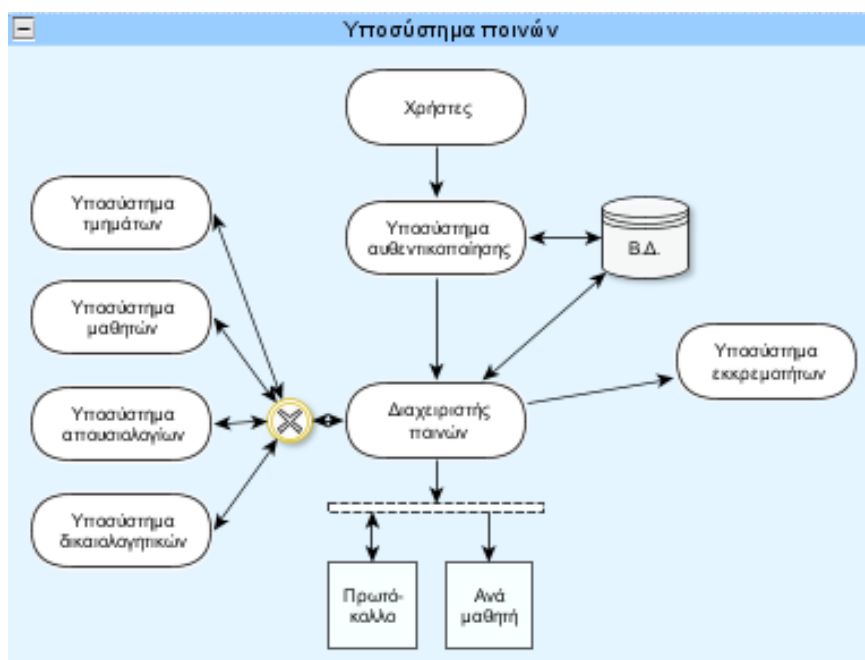 Υποσύστημα ποινών
Χρήστες
Υποσύστημα
τμημάτων
Υποσύστημα
αυθεντικοποίησης
Β.Δ.
Υποσύστημα
μαθητών
Υποσύστημα
εκκρεμοτήτων
Υποσύστημα
απουσιολογίων
Διαχειριστής
ποινών
Υποσύστημα
δικαιολογητικών
Πρωτό-
κολλο
Ανά
μαθητή